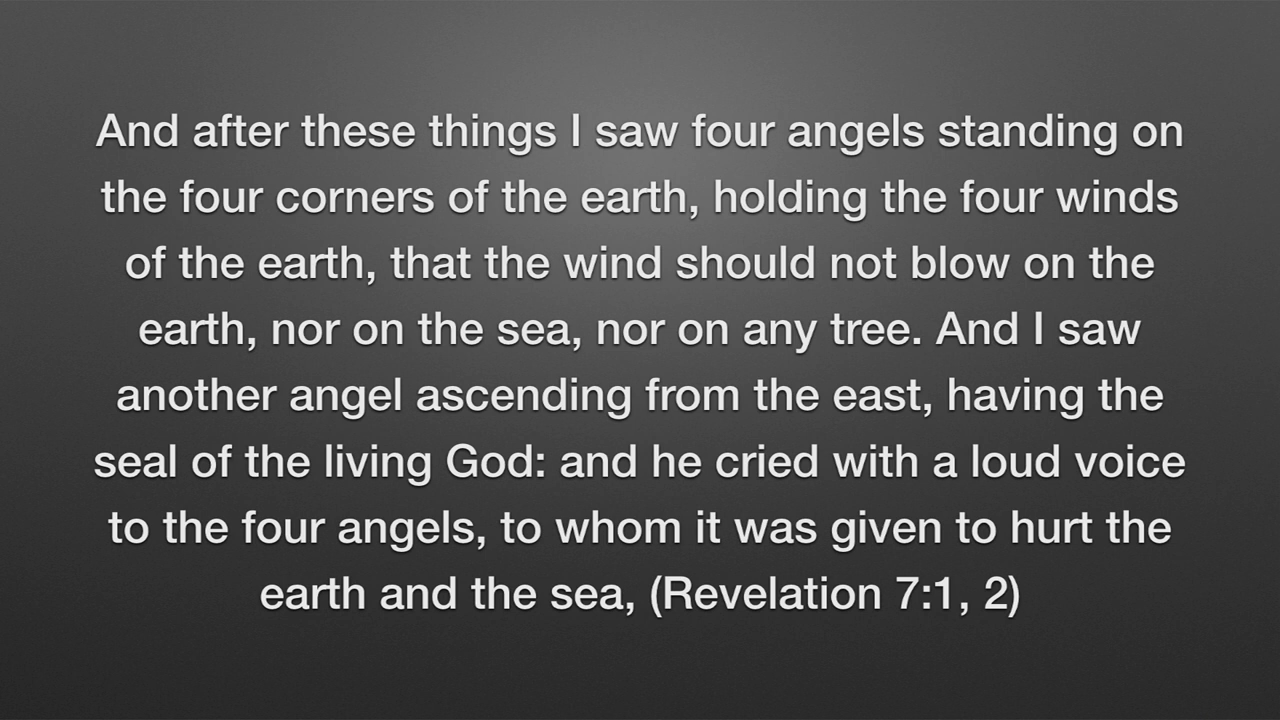 And after these things I saw four angels standing on
the four corners of the earth, holding the four winds
of the earth, that the wind should not blow on the
earth, nor on the sea, nor on any tree. And I saw
another angel ascending from the east, having the
seal of the living God: and he cried with a loud voice
to the four angels, to whom it was given to hurt the
earth and the sea, (Revelation 7:1, 2)